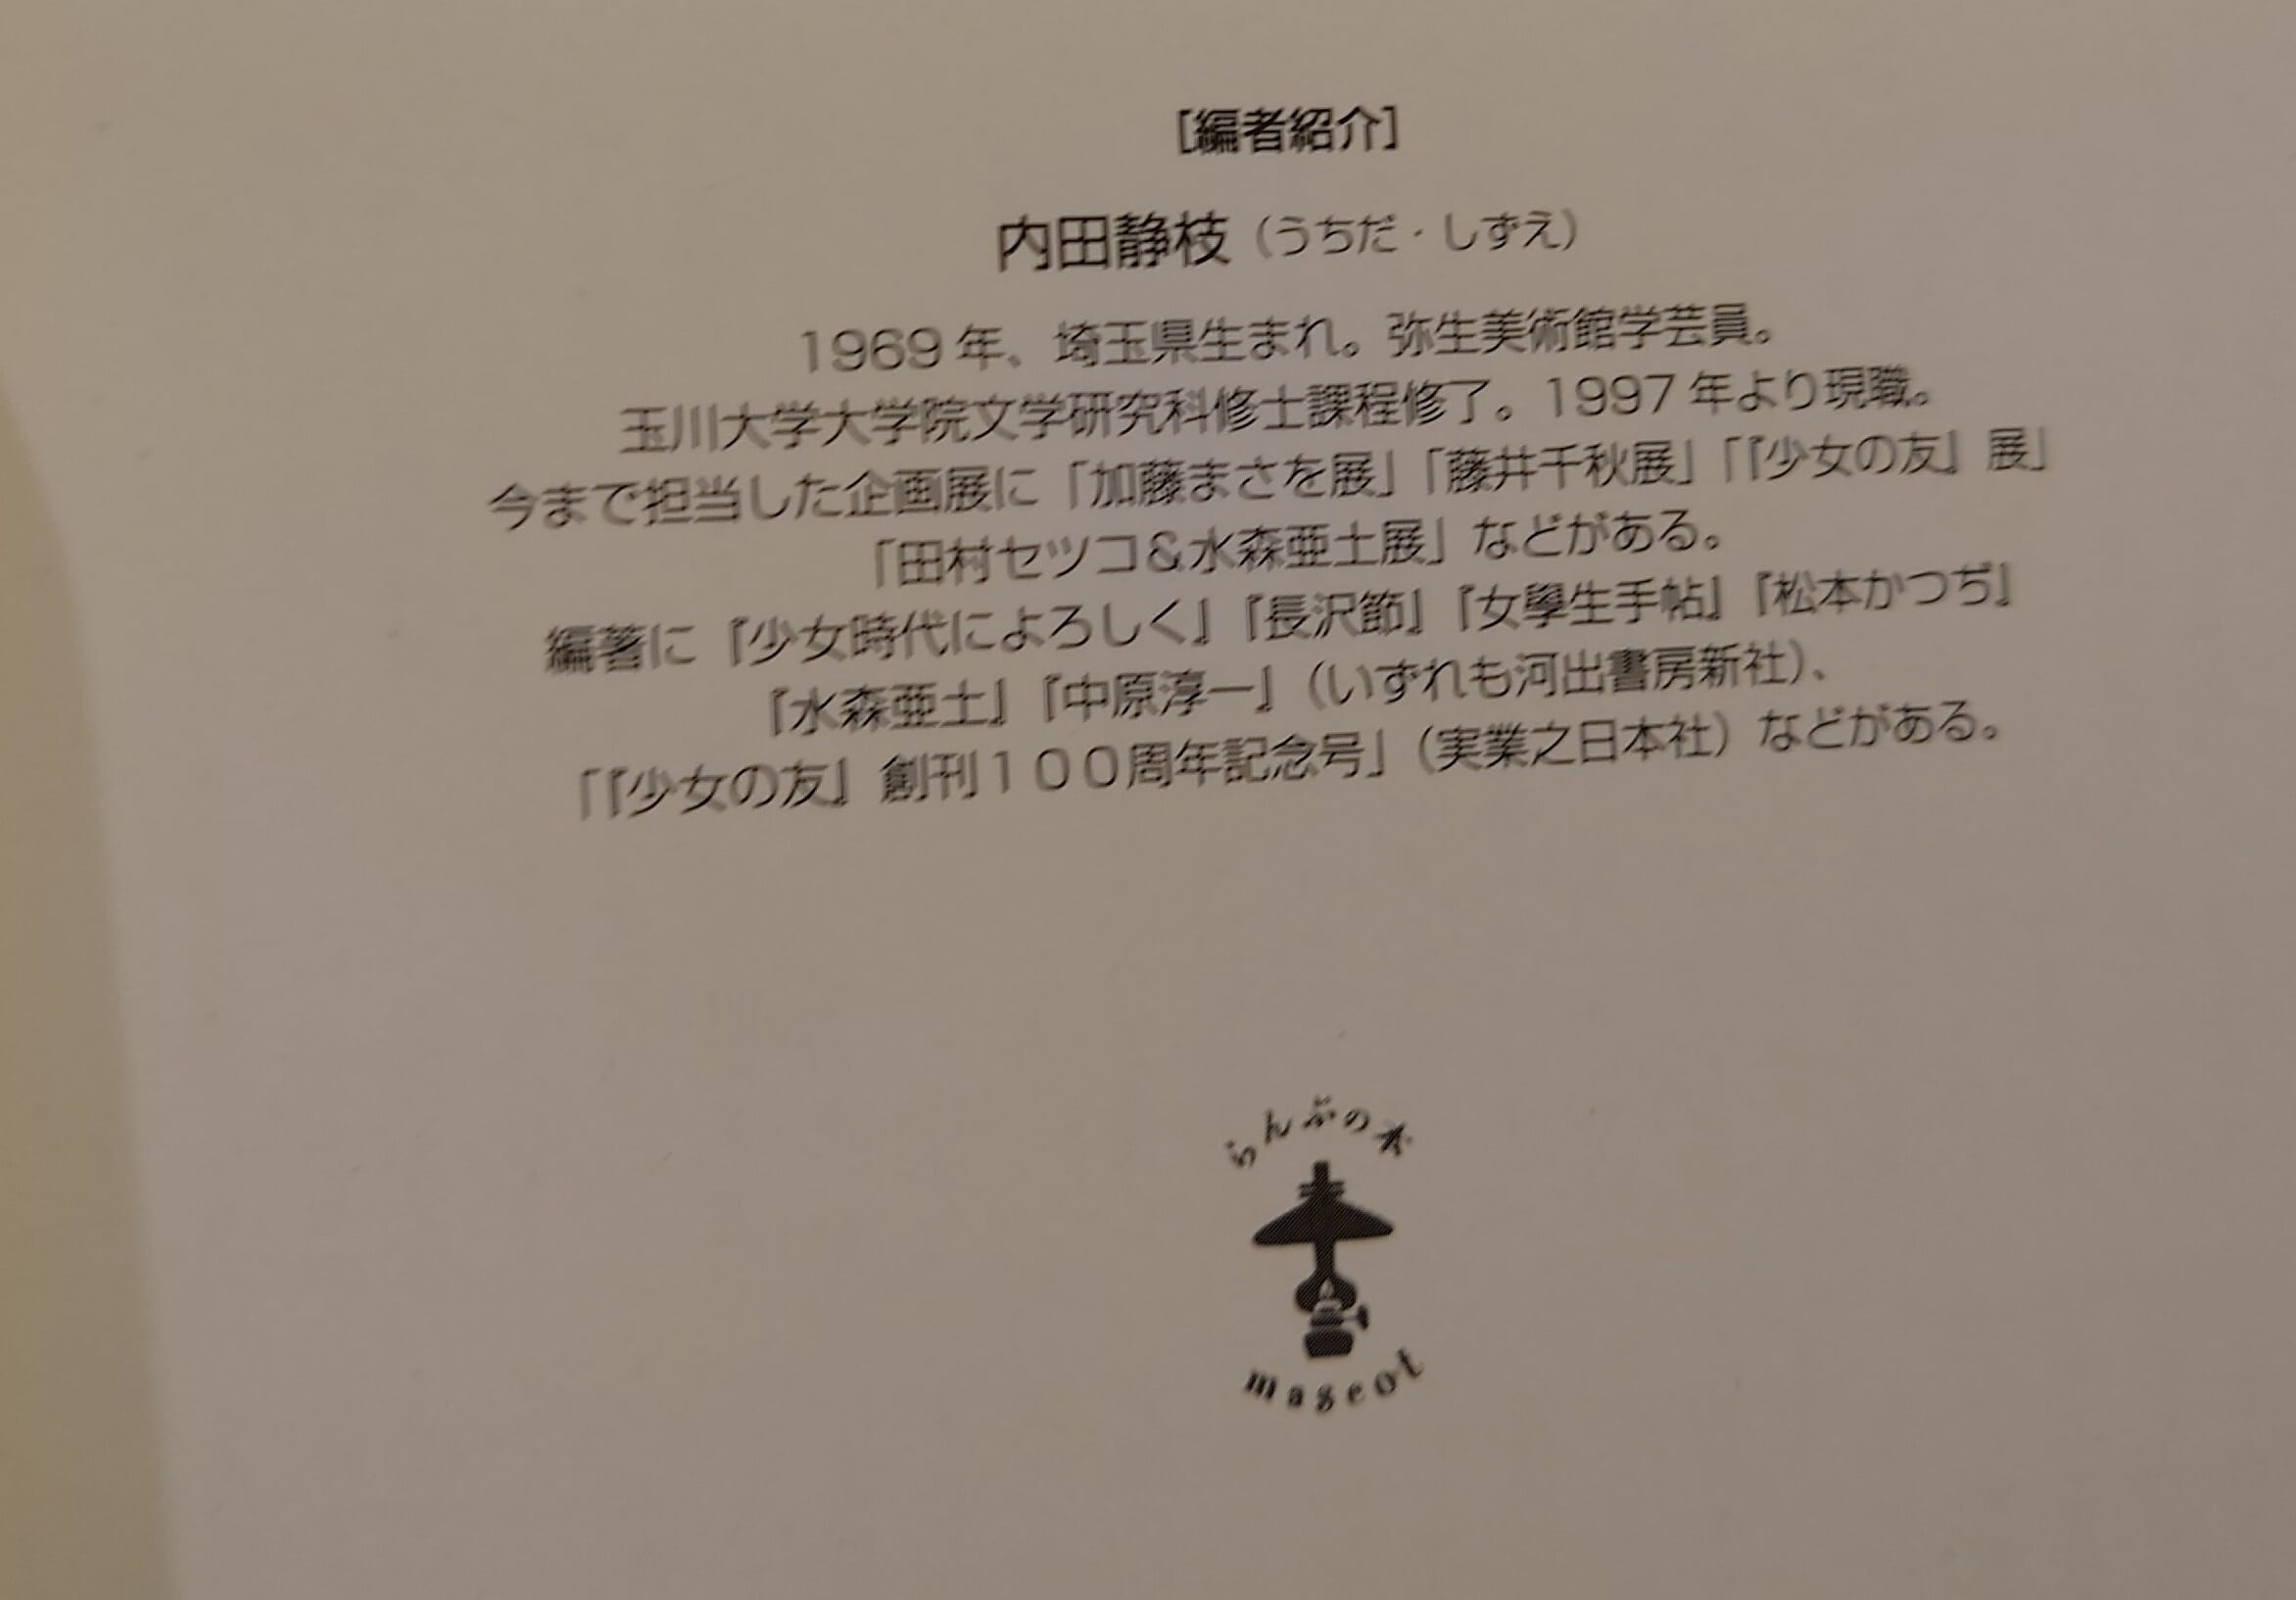 ［編者紹介］
内田静枝（うちだ・しずえ）
1969年、埼玉県生まれ。弥生美術館学芸員。
玉川大学大学院文学研究科修士課程修了。1997年より現職。
今まで担当した企画展に「加藤まさを展」「藤井千秋展」「『少女の友』展」
「田村セツコ＆水森亜土展」などがある。
編著に『少女時代によろしく』『長沢節』『女學生手帖』『松本かつぢ』
『水森亜土』『中原淳一』（いずれも河出書房新社）、
「『少女の友』創刊１００周年記念号」（実業之日本社）などがある。
らんぷの本
mascot